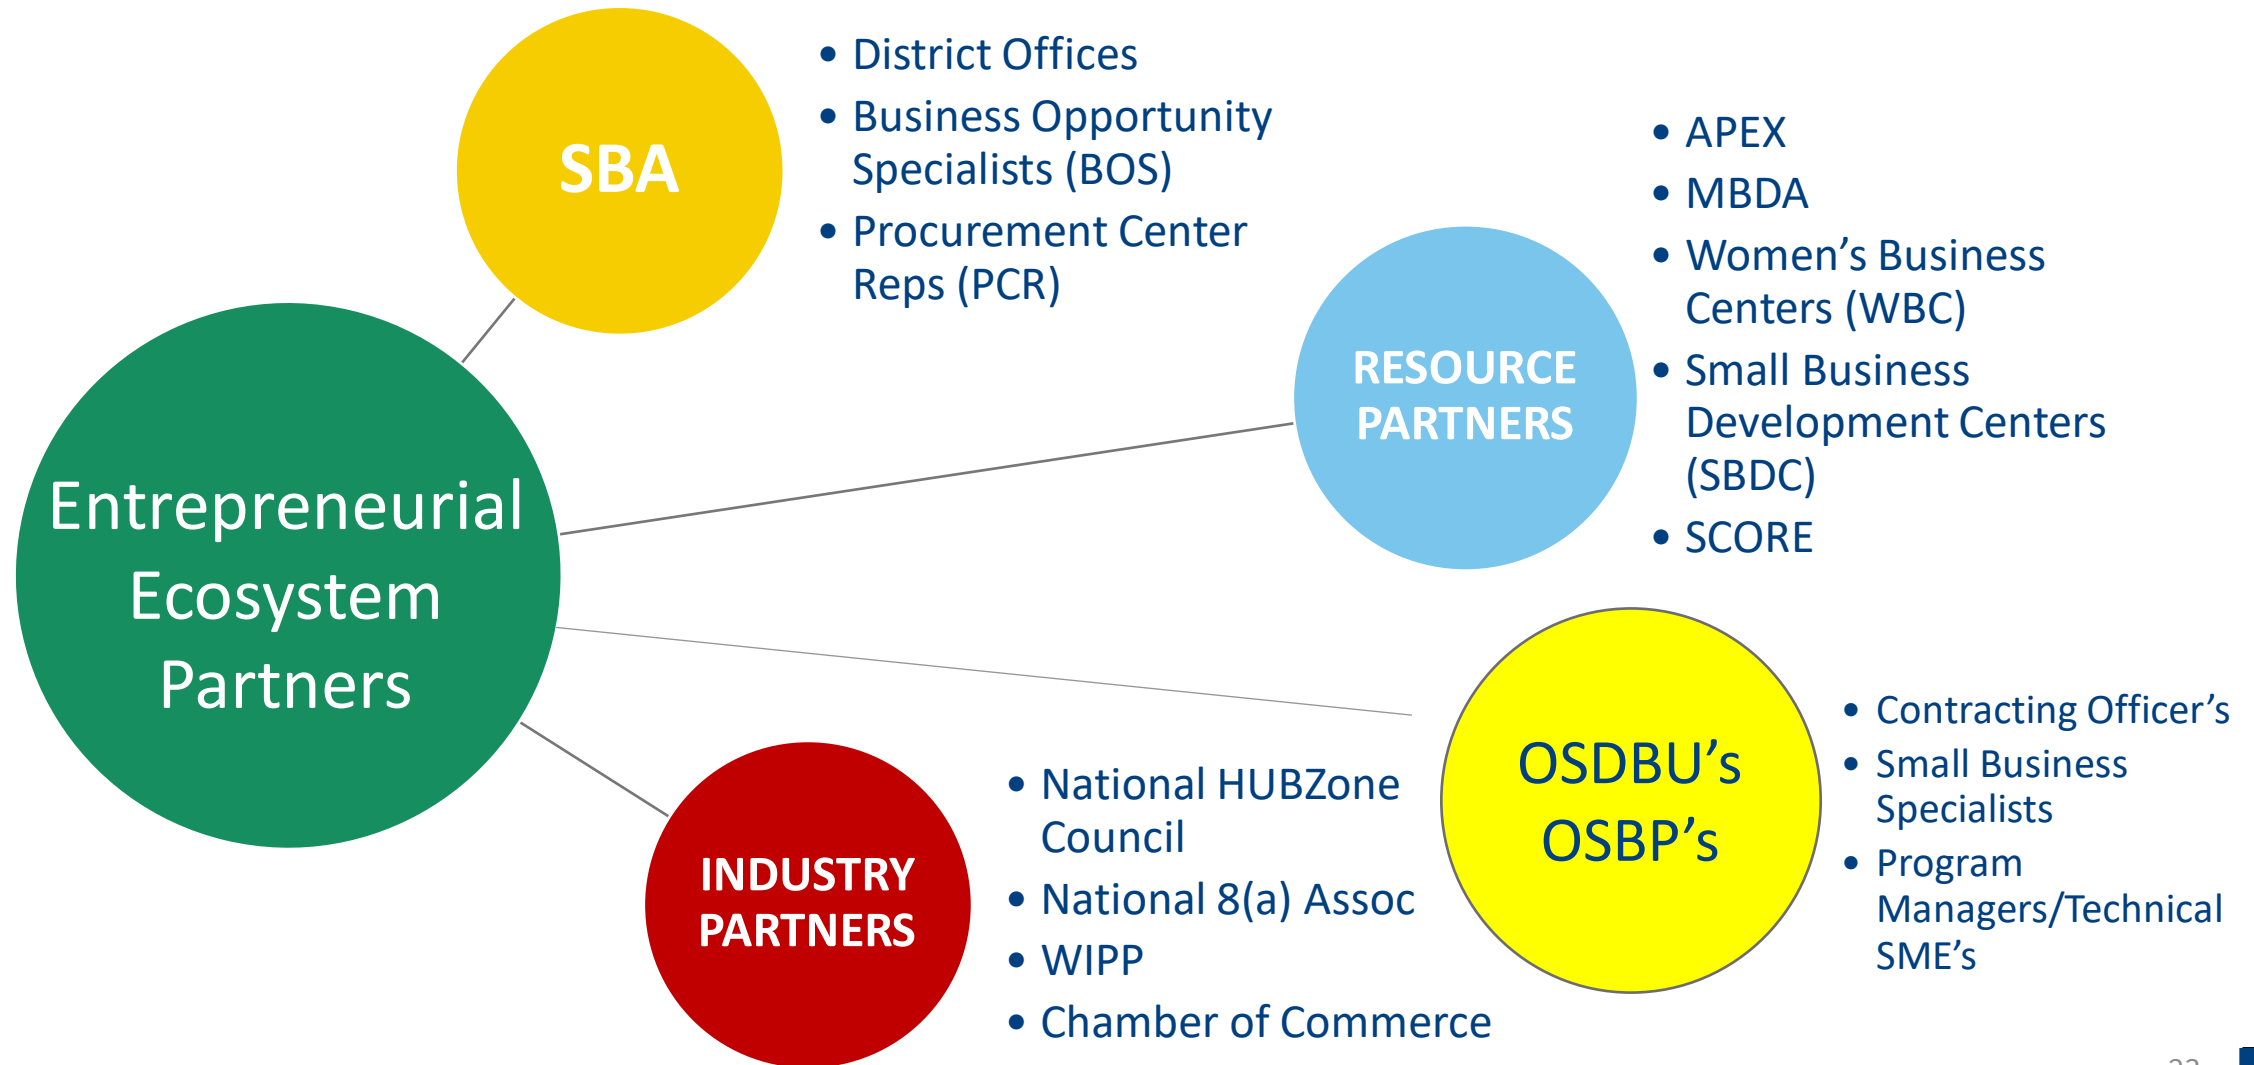 SBA
• District Offices
• Business Opportunity
Specialists (BOS)
• Procurement Center
Reps (PCR)
RESOURCE
PARTNERS
• APEX
• MBDA
• Women’s Business
Centers (WBC)
• Small Business
Development Centers
(SBDC)
• SCORE
Entrepreneurial
Ecosystem
Partners
OSDBU’s
OSBP’s
• Contracting Officer’s
• Small Business
Specialists
• Program
Managers/Technical
SME’s
INDUSTRY
PARTNERS
• National HUBZone
Council
• National 8(a) Assoc
• WIPP
• Chamber of Commerce